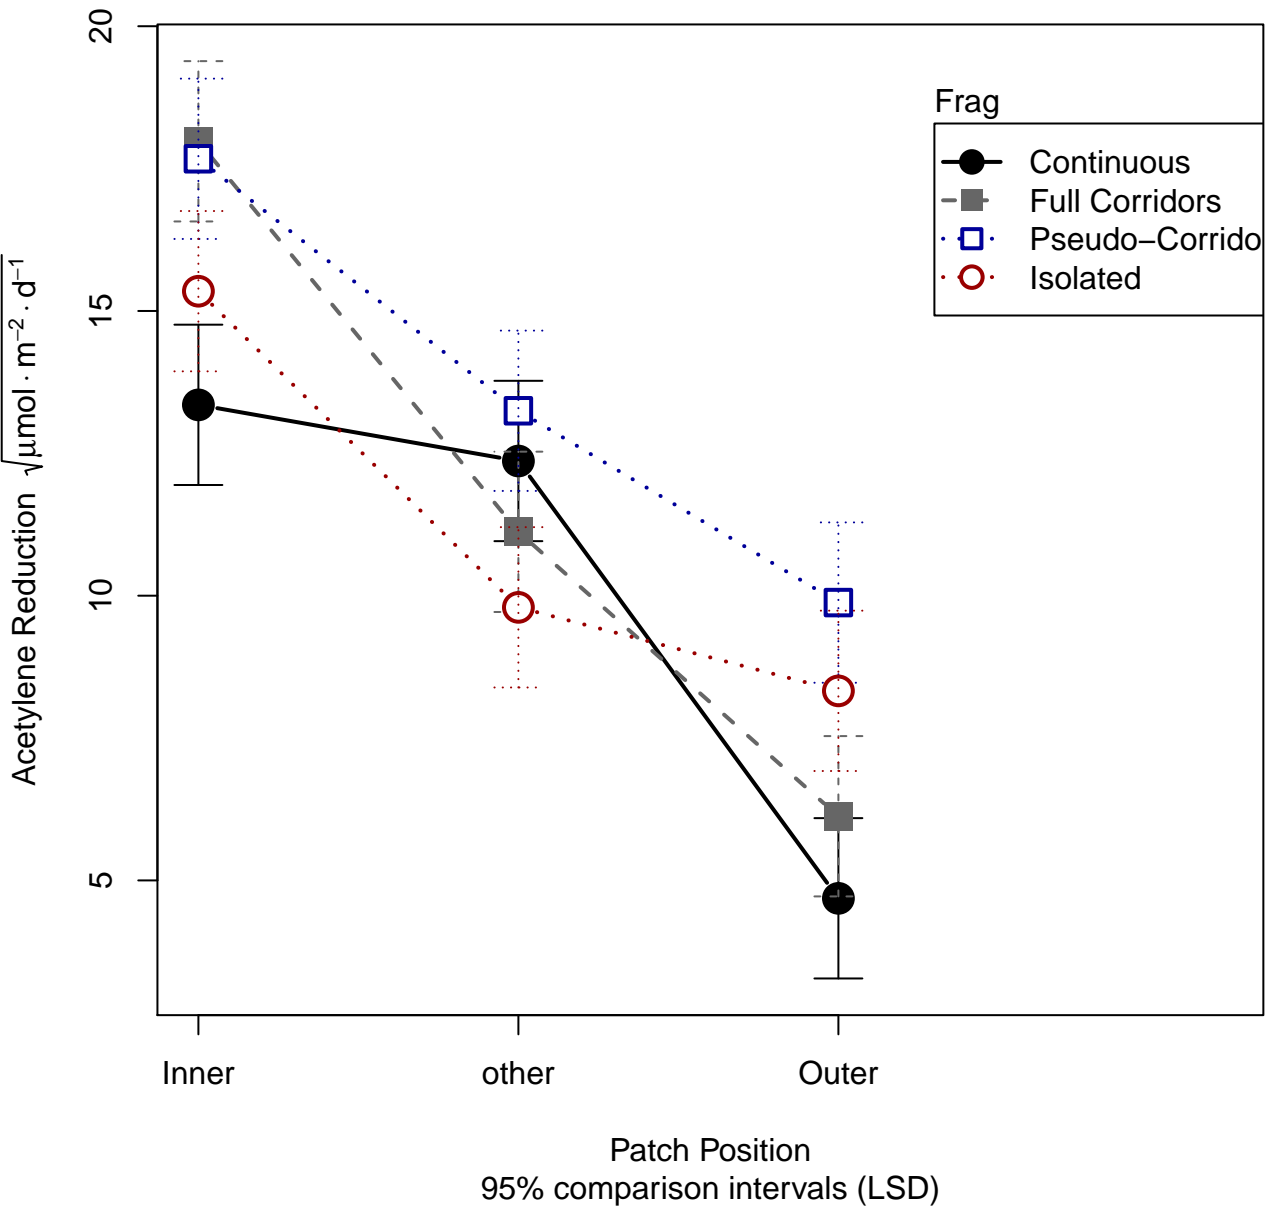 Acetylene Reduction √μmol · m⁻² · d⁻¹
20
15
10
5
Frag
Continuous
Full Corridors
Pseudo−Corrido
Isolated
Inner other Outer
Patch Position
95% comparison intervals (LSD)